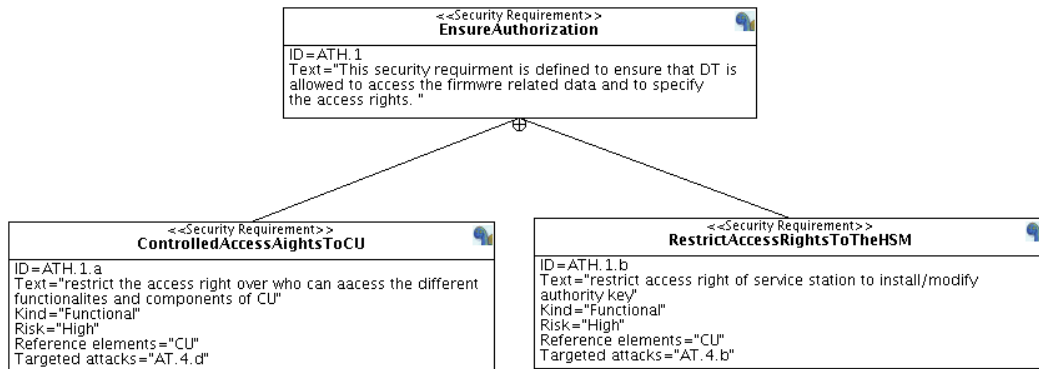 <<Security Requirement>>
EnsureAuthorization
ID=ATH.1
Text="This security requirment is defined to ensure that DT is
allowed to access the firmwre related data and to specify
the access rights. "
<<Security Requirement>>
ControlledAccessAightsToCU
ID=ATH.1.a
Text="restrict the access right over who can aacess the different
functionalites and components of CU"
Kind="Functional"
Risk="High"
Reference elements="CU"
Targeted attacks="AT.4.d"
<<Security Requirement>>
RestrictAccessRightsToTheHSM
ID=ATH.1.b
Text="restrict access right of service station to install/modify
authority key"
Kind="Functional"
Risk="High"
Reference elements="CU"
Targeted attacks="AT.4.b"